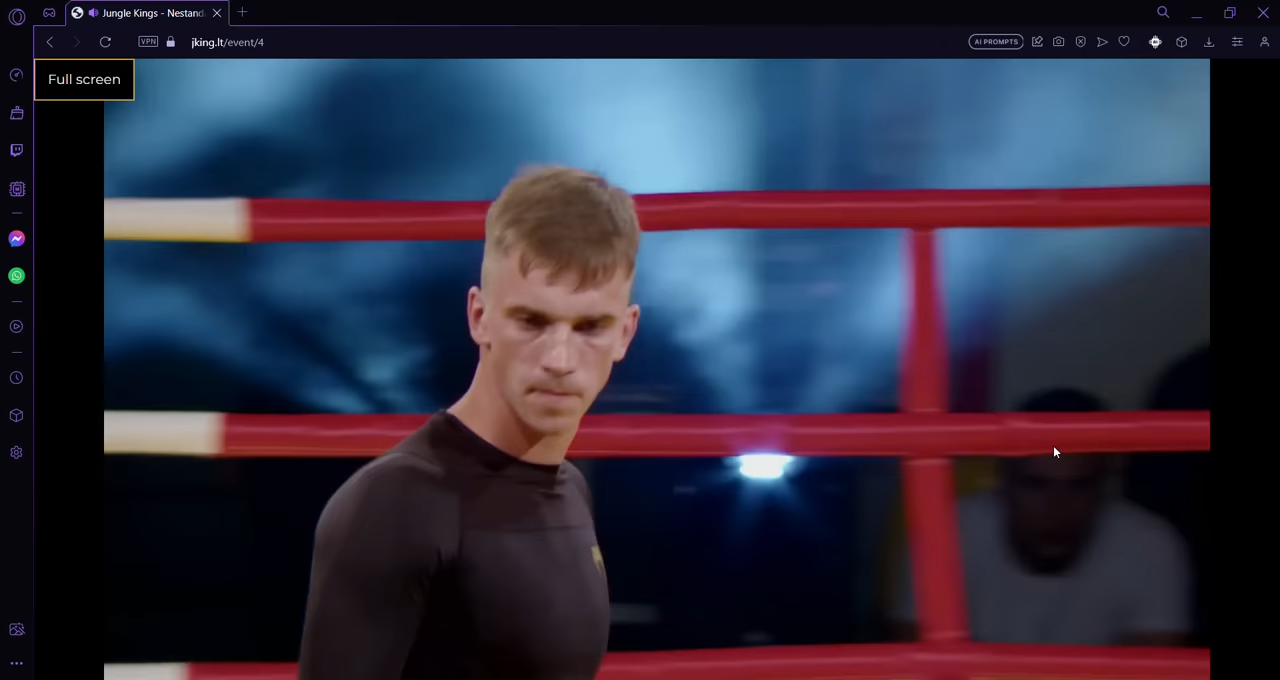 Jungle Kings - Nestand
VPN
jking.lt/event/4
AI PROMPTS
Full screen